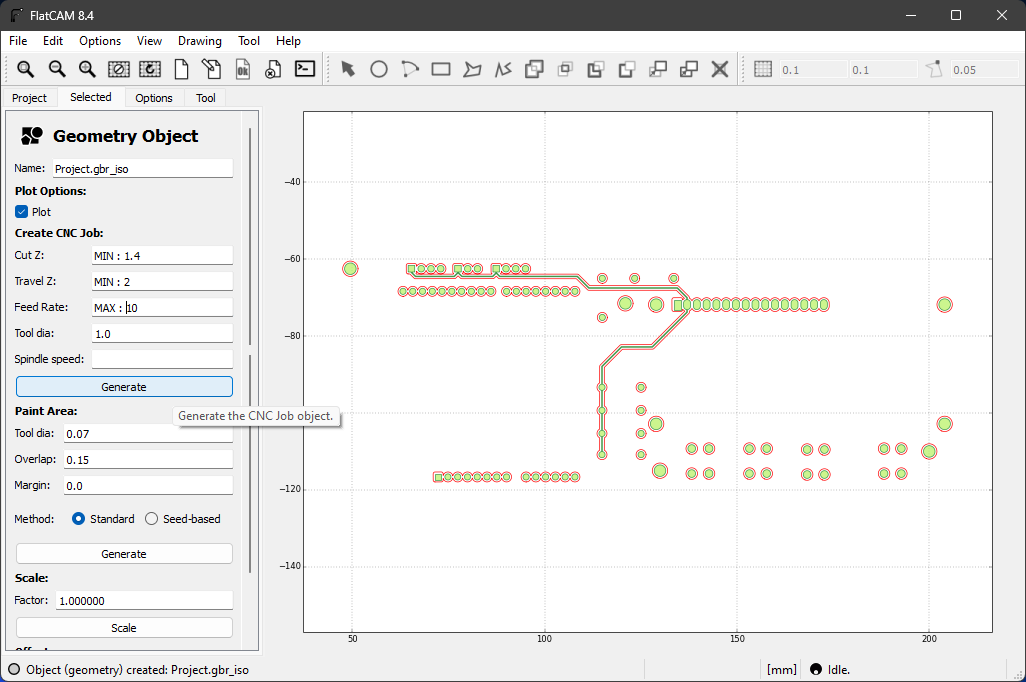 FlatCAM 8.4
File Edit Options View Drawing Tool Help
0.1 0.1 0.05
Project Selected Options Tool
Geometry Object
Name: Project.gbr_iso
Plot Options:
Plot
Create CNC Job:
Cut Z: MIN : 1.4
Travel Z: MIN : 2
Feed Rate: MAX : 10
Tool dia: 1.0
Spindle speed:
Generate
Generate the CNC Job object.
Paint Area:
Tool dia: 0.07
Overlap: 0.15
Margin: 0.0
Method: Standard Seed-based
Generate
Scale:
Factor: 1.000000
Scale
−40
−60
−80
−120
−140
50 100 150 200
Object (geometry) created: Project.gbr_iso [mm] Idle.